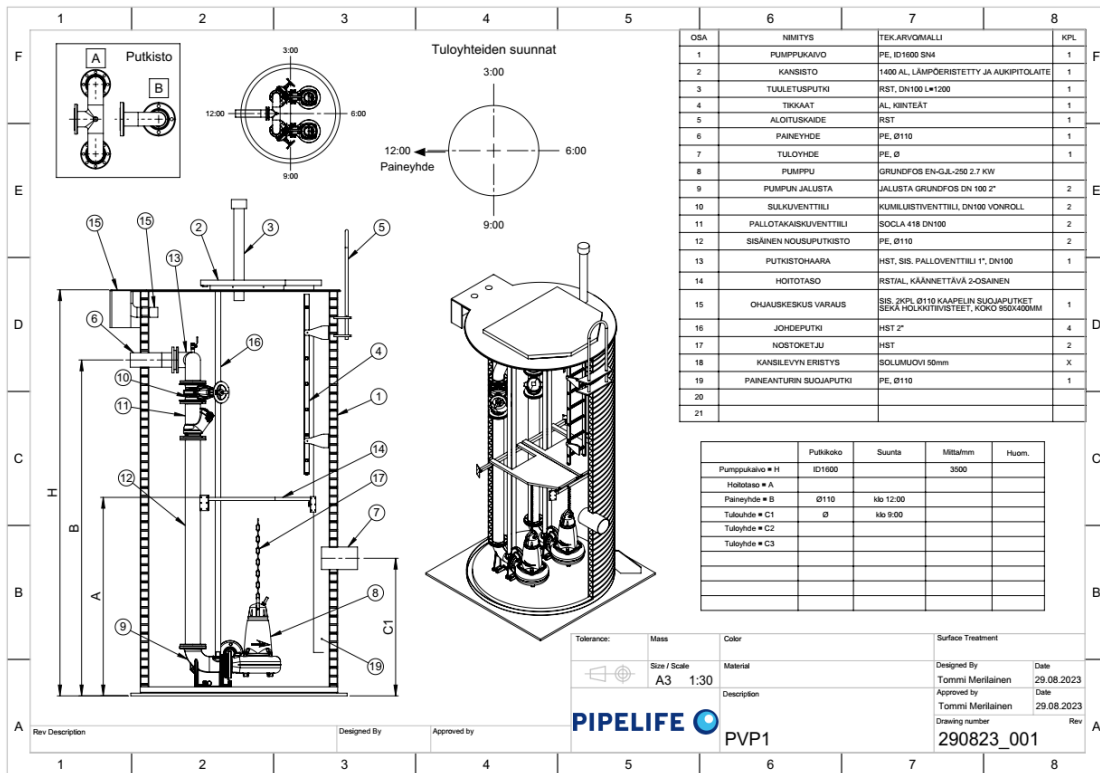 1 2 3 4 5 6 7 8
F
E
D
C
B
A
A Putkisto
B
3:00
12:00 6:00
9:00
Tuloyhteiden suunnat
3:00
12:00 6:00
Paineyhde
9:00
15 15 13 2 3 5
6 16 4
10 1
11
12 14
17 7
8
9 19
H
B
A
C1
OSA NIMITYS TEK.ARVO/MALLI KPL
1 PUMPPUKAIVO PE, ID1600 SN4 1
2 KANSISTO 1400 AL, LÄMPÖERISTETTY JA AUKIPITOLAITE 1
3 TUULETUSPUTKI RST, DN100 L=1200 1
4 TIKKAAT AL, KIINTEÄT 1
5 ALOITUSKAIDE RST 1
6 PAINEYHDE PE, Ø110 1
7 TULOYHDE PE, Ø 1
8 PUMPPU GRUNDFOS EN-GJL-250 2.7 KW
9 PUMPUN JALUSTA JALUSTA GRUNDFOS DN 100 2" 2
10 SULKUVENTTIILI KUMILUISTIVENTTIILI, DN100 VONROLL 2
11 PALLOTAKAISKUVENTTIILI SOCLA 418 DN100 2
12 SISÄINEN NOUSUPUTKISTO PE, Ø110 2
13 PUTKISTOHAARA HST, SIS. PALLOVENTTIILI 1", DN100 1
14 HOITOTASO RST/AL, KÄÄNNETTÄVÄ 2-OSAINEN
15 OHJAUSKESKUS VARAUS SIS. 2KPL Ø110 KAAPELIN SUOJAPUTKET
SEKÄ HOLKKITIIVISTEET, KOKO 950X400MM 1
16 JOHDEPUTKI HST 2" 4
17 NOSTOKETJU HST 2
18 KANSILEVYN ERISTYS SOLUMUOVI 50mm X
19 PAINEANTURIN SUOJAPUTKI PE, Ø110 1
20
21
Putkikoko Suunta Mitta/mm Huom.
Pumppukaivo = H ID1600 3500
Hoitotaso = A
Paineyhde = B Ø110 klo 12:00
Tulouhde = C1 Ø klo 9:00
Tuloyhde = C2
Tuloyhde = C3
Tolerance: Mass Color Surface Treatment
Size / Scale Material Designed By Date
A3 1:30 Tommi Merilainen 29.08.2023
Description Approved by Date
Tommi Merilainen 29.08.2023
PIPELIFE PVP1 Drawing number Rev
290823_001
Rev Description Designed By Approved by
F
E
D
C
B
A
1 2 3 4 5 6 7 8